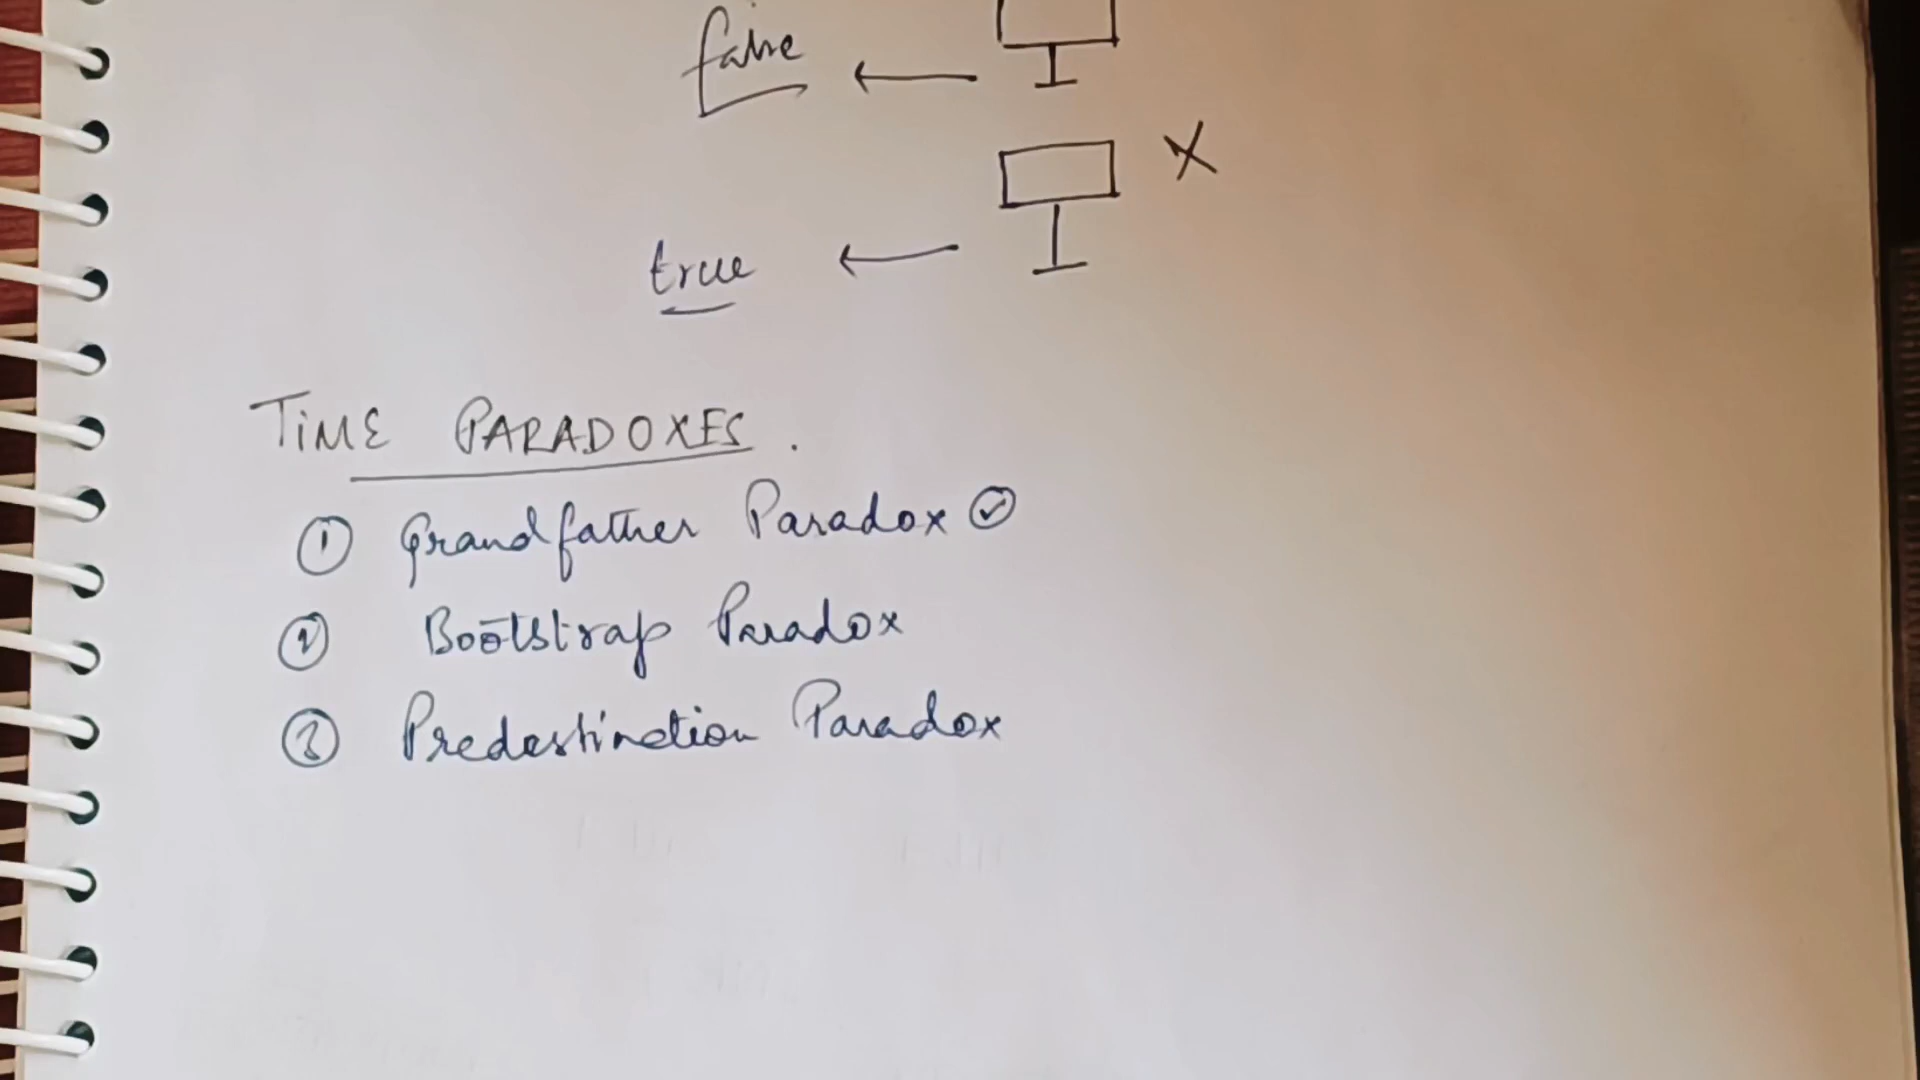 false
X
true
TIME PARADOXES.
① Grandfather Paradox
② Bootstrap Paradox
③ Predestination Paradox